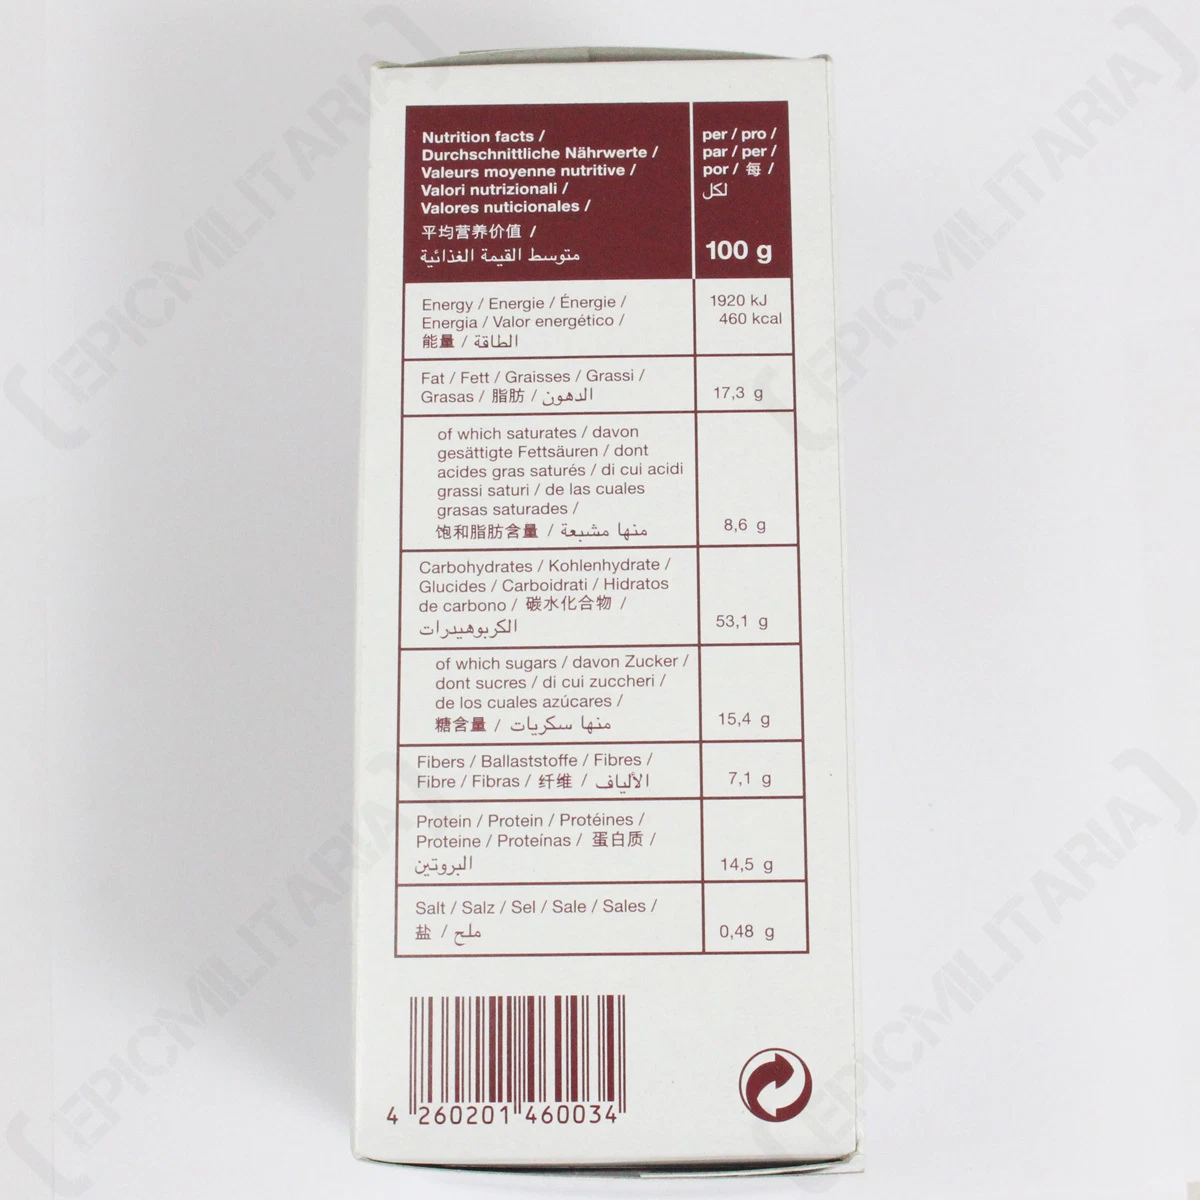 Nutrition facts /
Durchschnittliche Nährwerte /
Valeurs moyenne nutritive /
Valori nutrizionali /
Valores nuticionales /
平均营养价值 /
متوسط القيمة الغذائية
per / pro /
par / per /
por / 每 /
لكل
100 g
Energy / Energie / Énergie /
Energia / Valor energético /
能量 / الطاقة
1920 kJ
460 kcal
Fat / Fett / Graisses / Grassi /
Grasas / 脂肪 / الدهون
17,3 g
of which saturates / davon
gesättigte Fettsäuren / dont
acides gras saturés / di cui acidi
grassi saturi / de las cuales
grasas saturades /
饱和脂肪含量 / منها مشبعة
8,6 g
Carbohydrates / Kohlenhydrate /
Glucides / Carboidrati / Hidratos
de carbono / 碳水化合物 /
الكربوهيدرات
53,1 g
of which sugars / davon Zucker /
dont sucres / di cui zuccheri /
de los cuales azúcares /
糖含量 / منها سكريات
15,4 g
Fibers / Ballaststoffe / Fibres /
Fibre / Fibras / 纤维 / الألياف
7,1 g
Protein / Protein / Protéines /
Proteine / Proteínas / 蛋白质 /
البروتين
14,5 g
Salt / Salz / Sel / Sale / Sales /
盐 / ملح
0,48 g
4 260201 460034
EPICMILITARIA
EPICMILITARIA
EPICMILITARIA
EPICMILITARIA